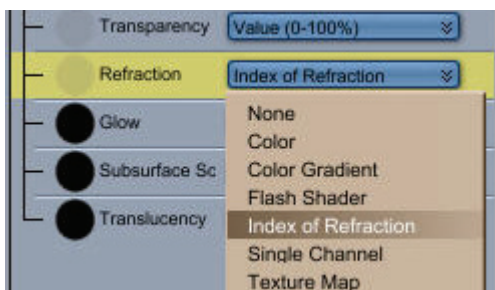 Transparency Value (0-100%)
Refraction Index of Refraction
Glow
Subsurface Sc
Translucency
None
Color
Color Gradient
Flash Shader
Index of Refraction
Single Channel
Texture Map